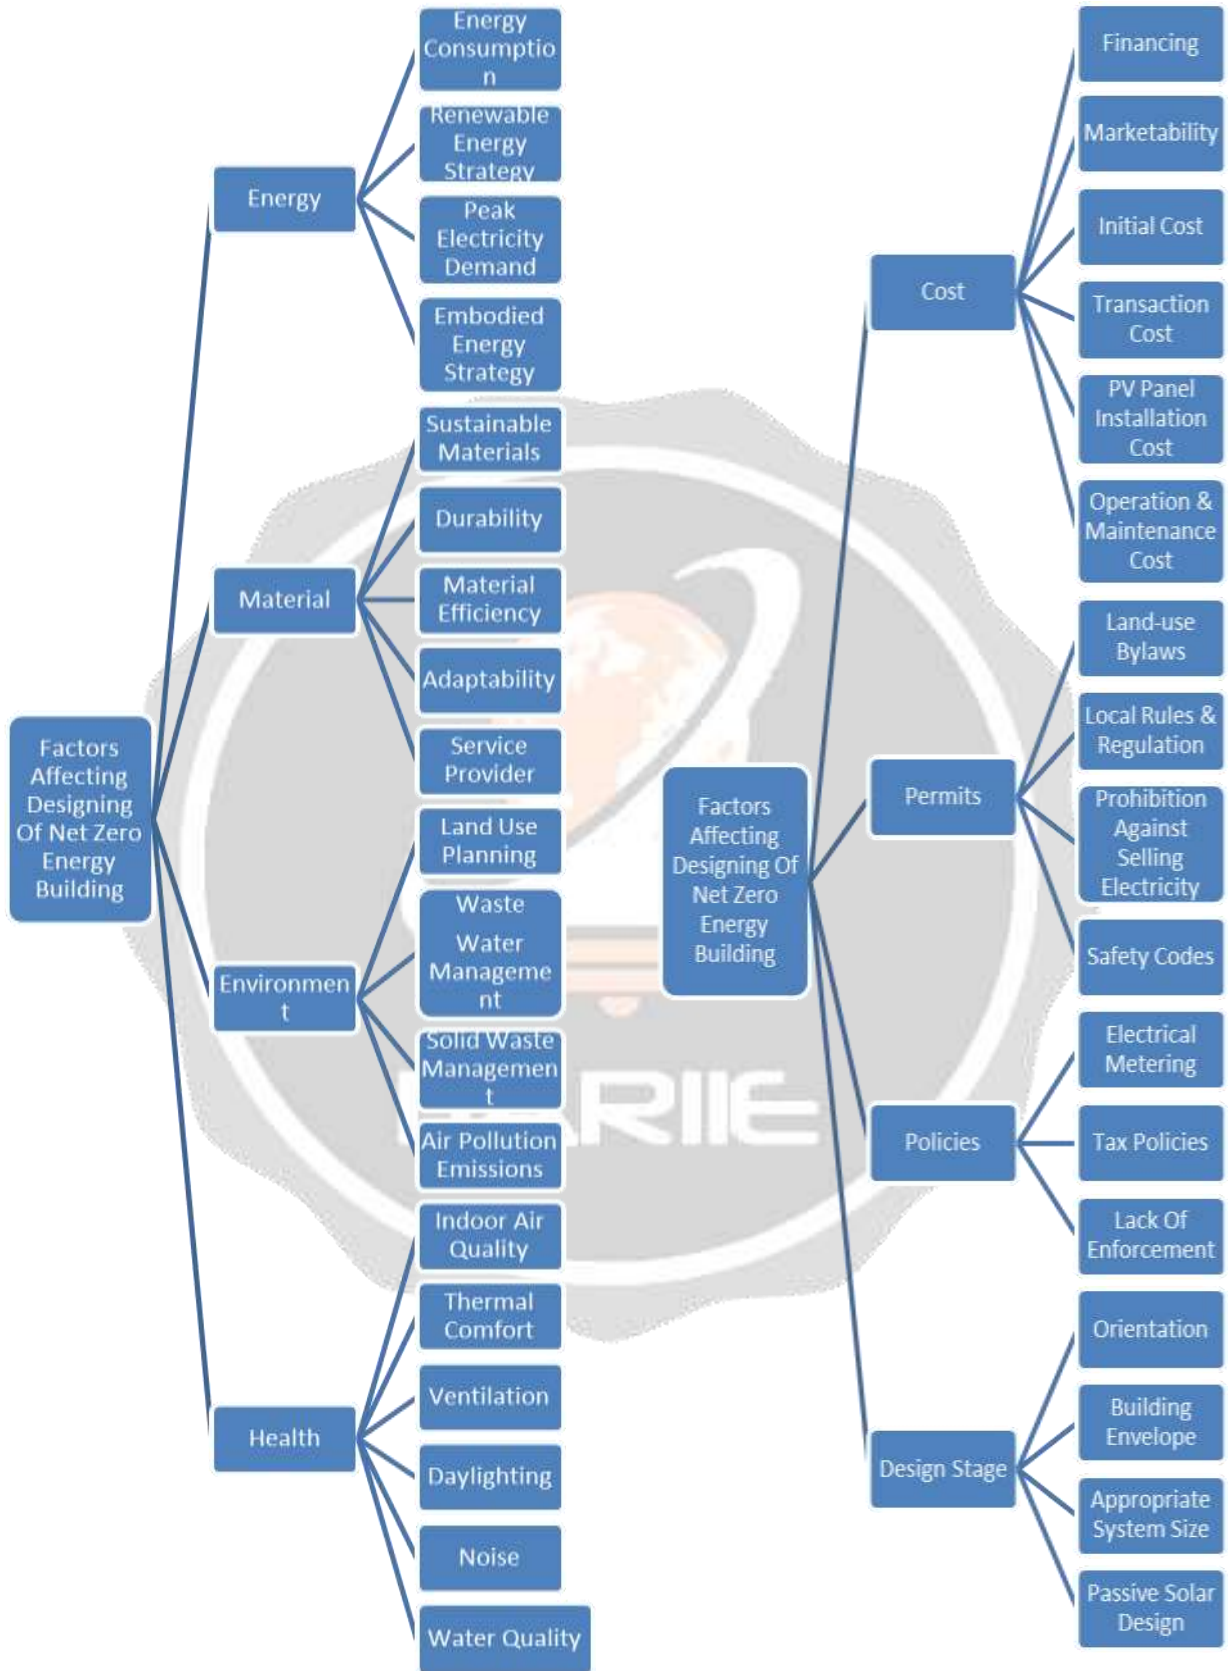 Factors
Affecting
Designing
Of Net Zero
Energy
Building
Energy
Energy
Consumptio
n
Renewable
Energy
Strategy
Peak
Electricity
Demand
Embodied
Energy
Strategy
Material
Sustainable
Materials
Durability
Material
Efficiency
Adaptability
Service
Provider
Environmen
t
Land Use
Planning
Waste
Water
Manageme
nt
Solid Waste
Managemen
t
Air Pollution
Emissions
Health
Indoor Air
Quality
Thermal
Comfort
Ventilation
Daylighting
Noise
Water Quality
Factors
Affecting
Designing Of
Net Zero
Energy
Building
Cost
Financing
Marketability
Initial Cost
Transaction
Cost
PV Panel
Installation
Cost
Operation &
Maintenance
Cost
Permits
Land-use
Bylaws
Local Rules &
Regulation
Prohibition
Against
Selling
Electricity
Safety Codes
Policies
Electrical
Metering
Tax Policies
Lack Of
Enforcement
Design Stage
Orientation
Building
Envelope
Appropriate
System Size
Passive Solar
Design